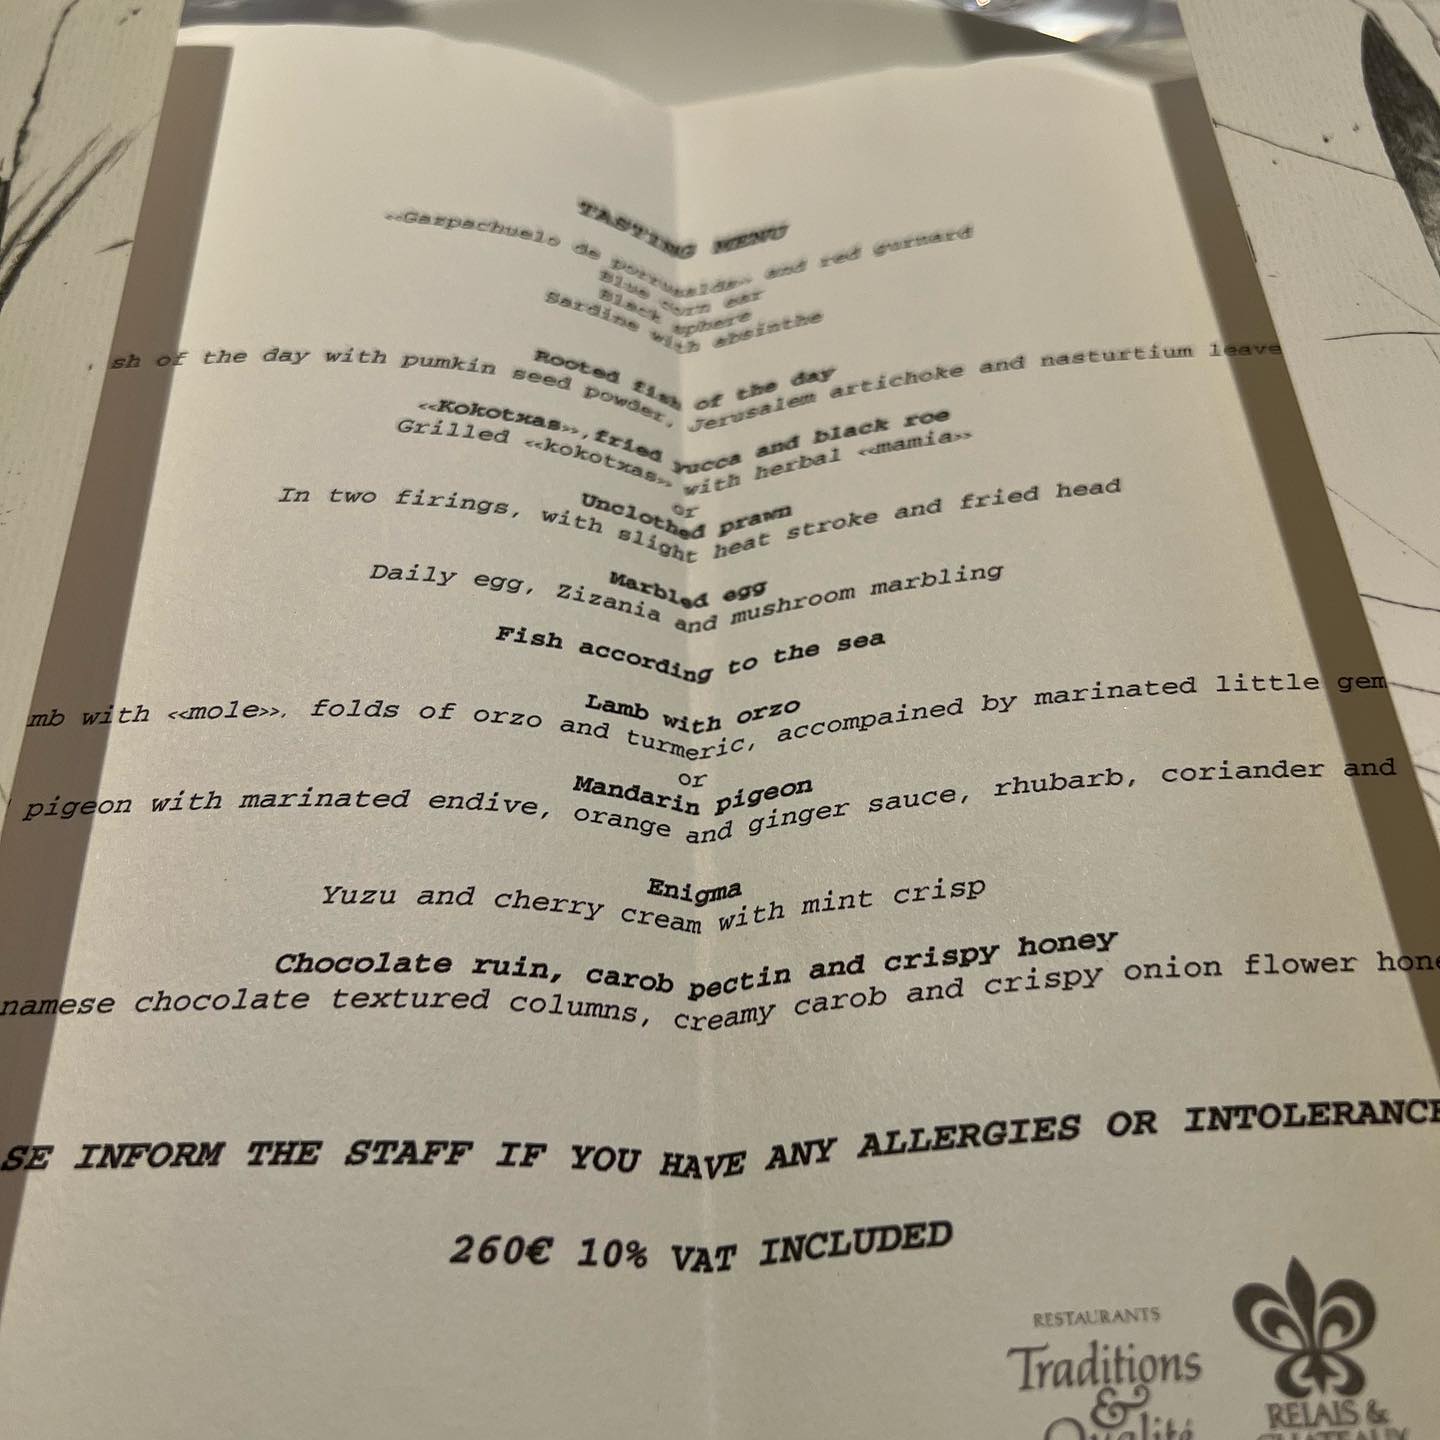 TASTING MENU
«Gazpachuelo de porrusalda» and red gurnard
Blue corn ear
Black sphere
Sardine with absinthe
Rooted fish of the day
sh of the day with pumkin seed powder, Jerusalem artichoke and nasturtium leave
«Kokotxas», fried yucca and black roe
Grilled «kokotxas» with herbal «mamia»
or
Unclothed prawn
In two firings, with slight heat stroke and fried head
Marbled egg
Daily egg, Zizania and mushroom marbling
Fish according to the sea
Lamb with orzo
mb with «mole», folds of orzo and turmeric, accompained by marinated little gem
or
Mandarin pigeon
pigeon with marinated endive, orange and ginger sauce, rhubarb, coriander and
Enigma
Yuzu and cherry cream with mint crisp
Chocolate ruin, carob pectin and crispy honey
namese chocolate textured columns, creamy carob and crispy onion flower hone
SE INFORM THE STAFF IF YOU HAVE ANY ALLERGIES OR INTOLERANCE
260€ 10% VAT INCLUDED
RESTAURANTS
Traditions
&
Qualité
RELAIS &
CHATEAUX